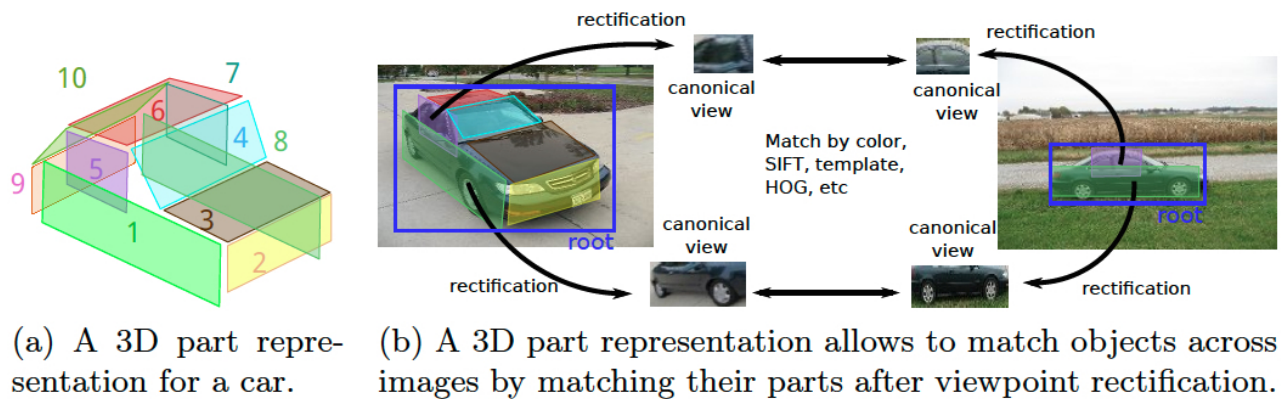 10
7
6
4
8
5
9
3
1
2
rectification
rectification
canonical
view
canonical
view
Match by color,
SIFT, template,
HOG, etc
root
root
canonical
view
canonical
view
rectification
rectification
(a) A 3D part repre-
sentation for a car.
(b) A 3D part representation allows to match objects across
images by matching their parts after viewpoint rectification.